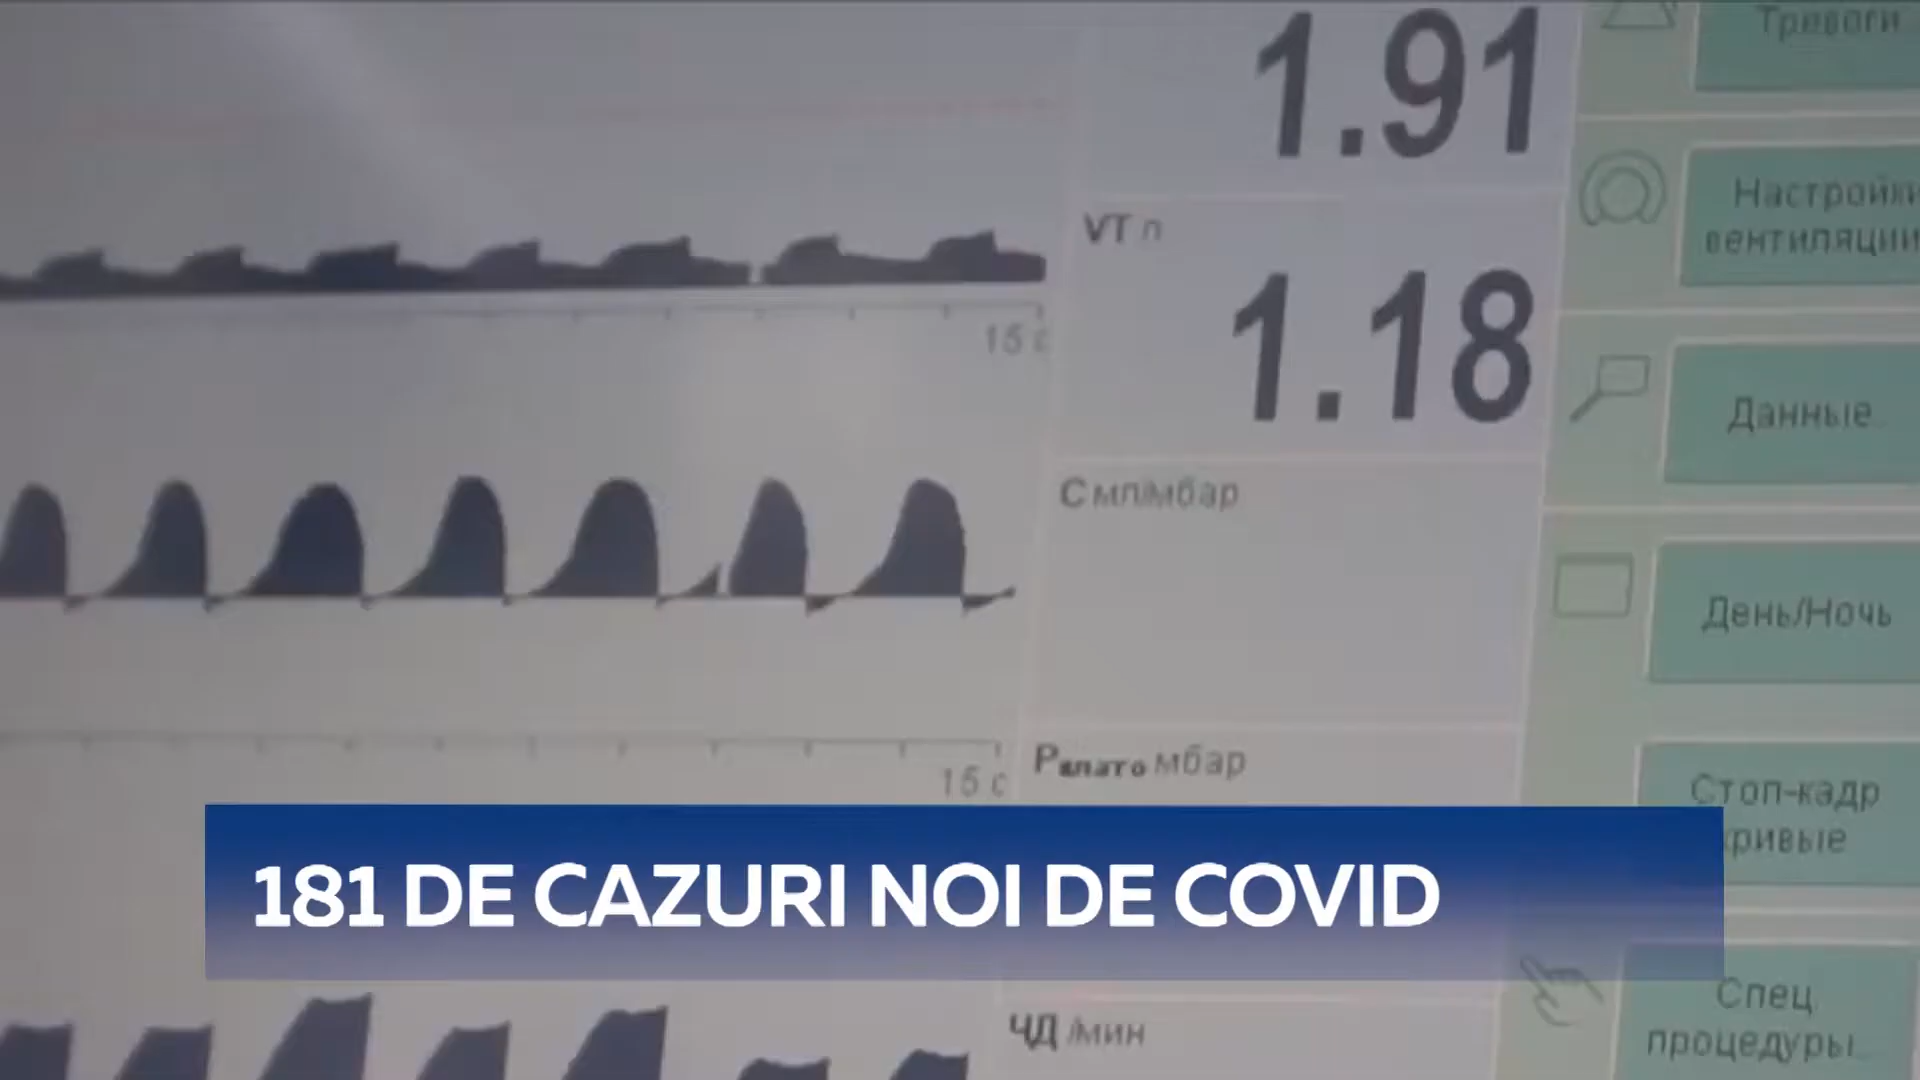 1.91
Тревоги
VT л
Настройки
вентиляции
1.18
15 с
Данные...
C мл/мбар
День/Ночь
Pплато мбар
15 с
Стоп-кадр
кривые
181 DE CAZURI NOI DE COVID
Спец.
процедуры...
ЧД /мин